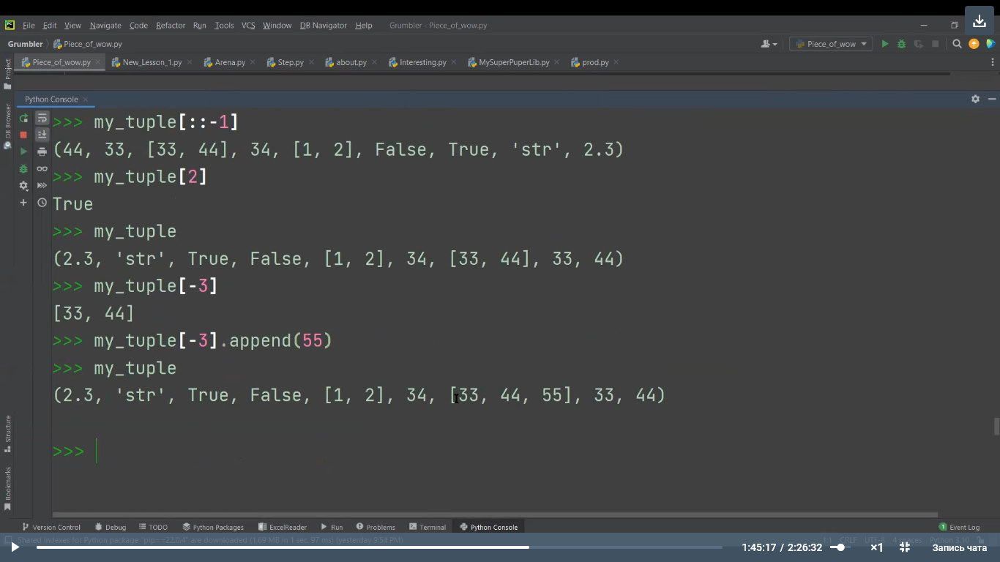 File Edit View Navigate Code Refactor Run Tools VCS Window DB Navigator Help Grumbler - Piece_of_wow.py
Grumbler Piece_of_wow.py Piece_of_wow
Piece_of_wow.py New_Lesson_1.py Arena.py Step.py about.py Interesting.py MySuperPuperLib.py prod.py
Project
DB Browser
Python Console
>>> my_tuple[::-1]
(44, 33, [33, 44], 34, [1, 2], False, True, 'str', 2.3)
>>> my_tuple[2]
True
>>> my_tuple
(2.3, 'str', True, False, [1, 2], 34, [33, 44], 33, 44)
>>> my_tuple[-3]
[33, 44]
>>> my_tuple[-3].append(55)
>>> my_tuple
(2.3, 'str', True, False, [1, 2], 34, [33, 44, 55], 33, 44)
>>>
Structure
Bookmarks
Version Control Debug TODO Python Packages ExcelReader Run Problems Terminal Python Console 1 Event Log
Shared indexes for Python package "pip==22.0.4" are downloaded (1.69 MB in 1 sec, 97 ms) (yesterday 9:54 PM) 1:1 CRLF UTF-8 4 spaces Python 3.10
1:45:17 / 2:26:32 ×1 Запись чата